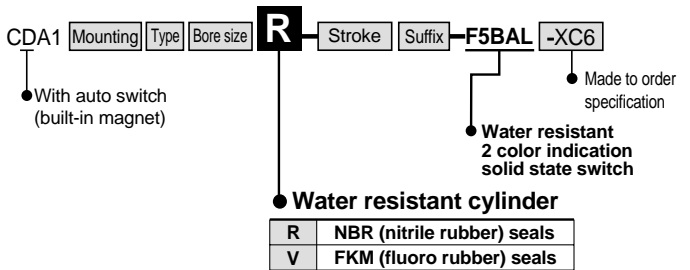 CDA1 Mounting Type Bore size R Stroke Suffix F5BAL -XC6
With auto switch
(built-in magnet)
Made to order
specification
Water resistant
2 color indication
solid state switch
Water resistant cylinder
R NBR (nitrile rubber) seals
V FKM (fluoro rubber) seals